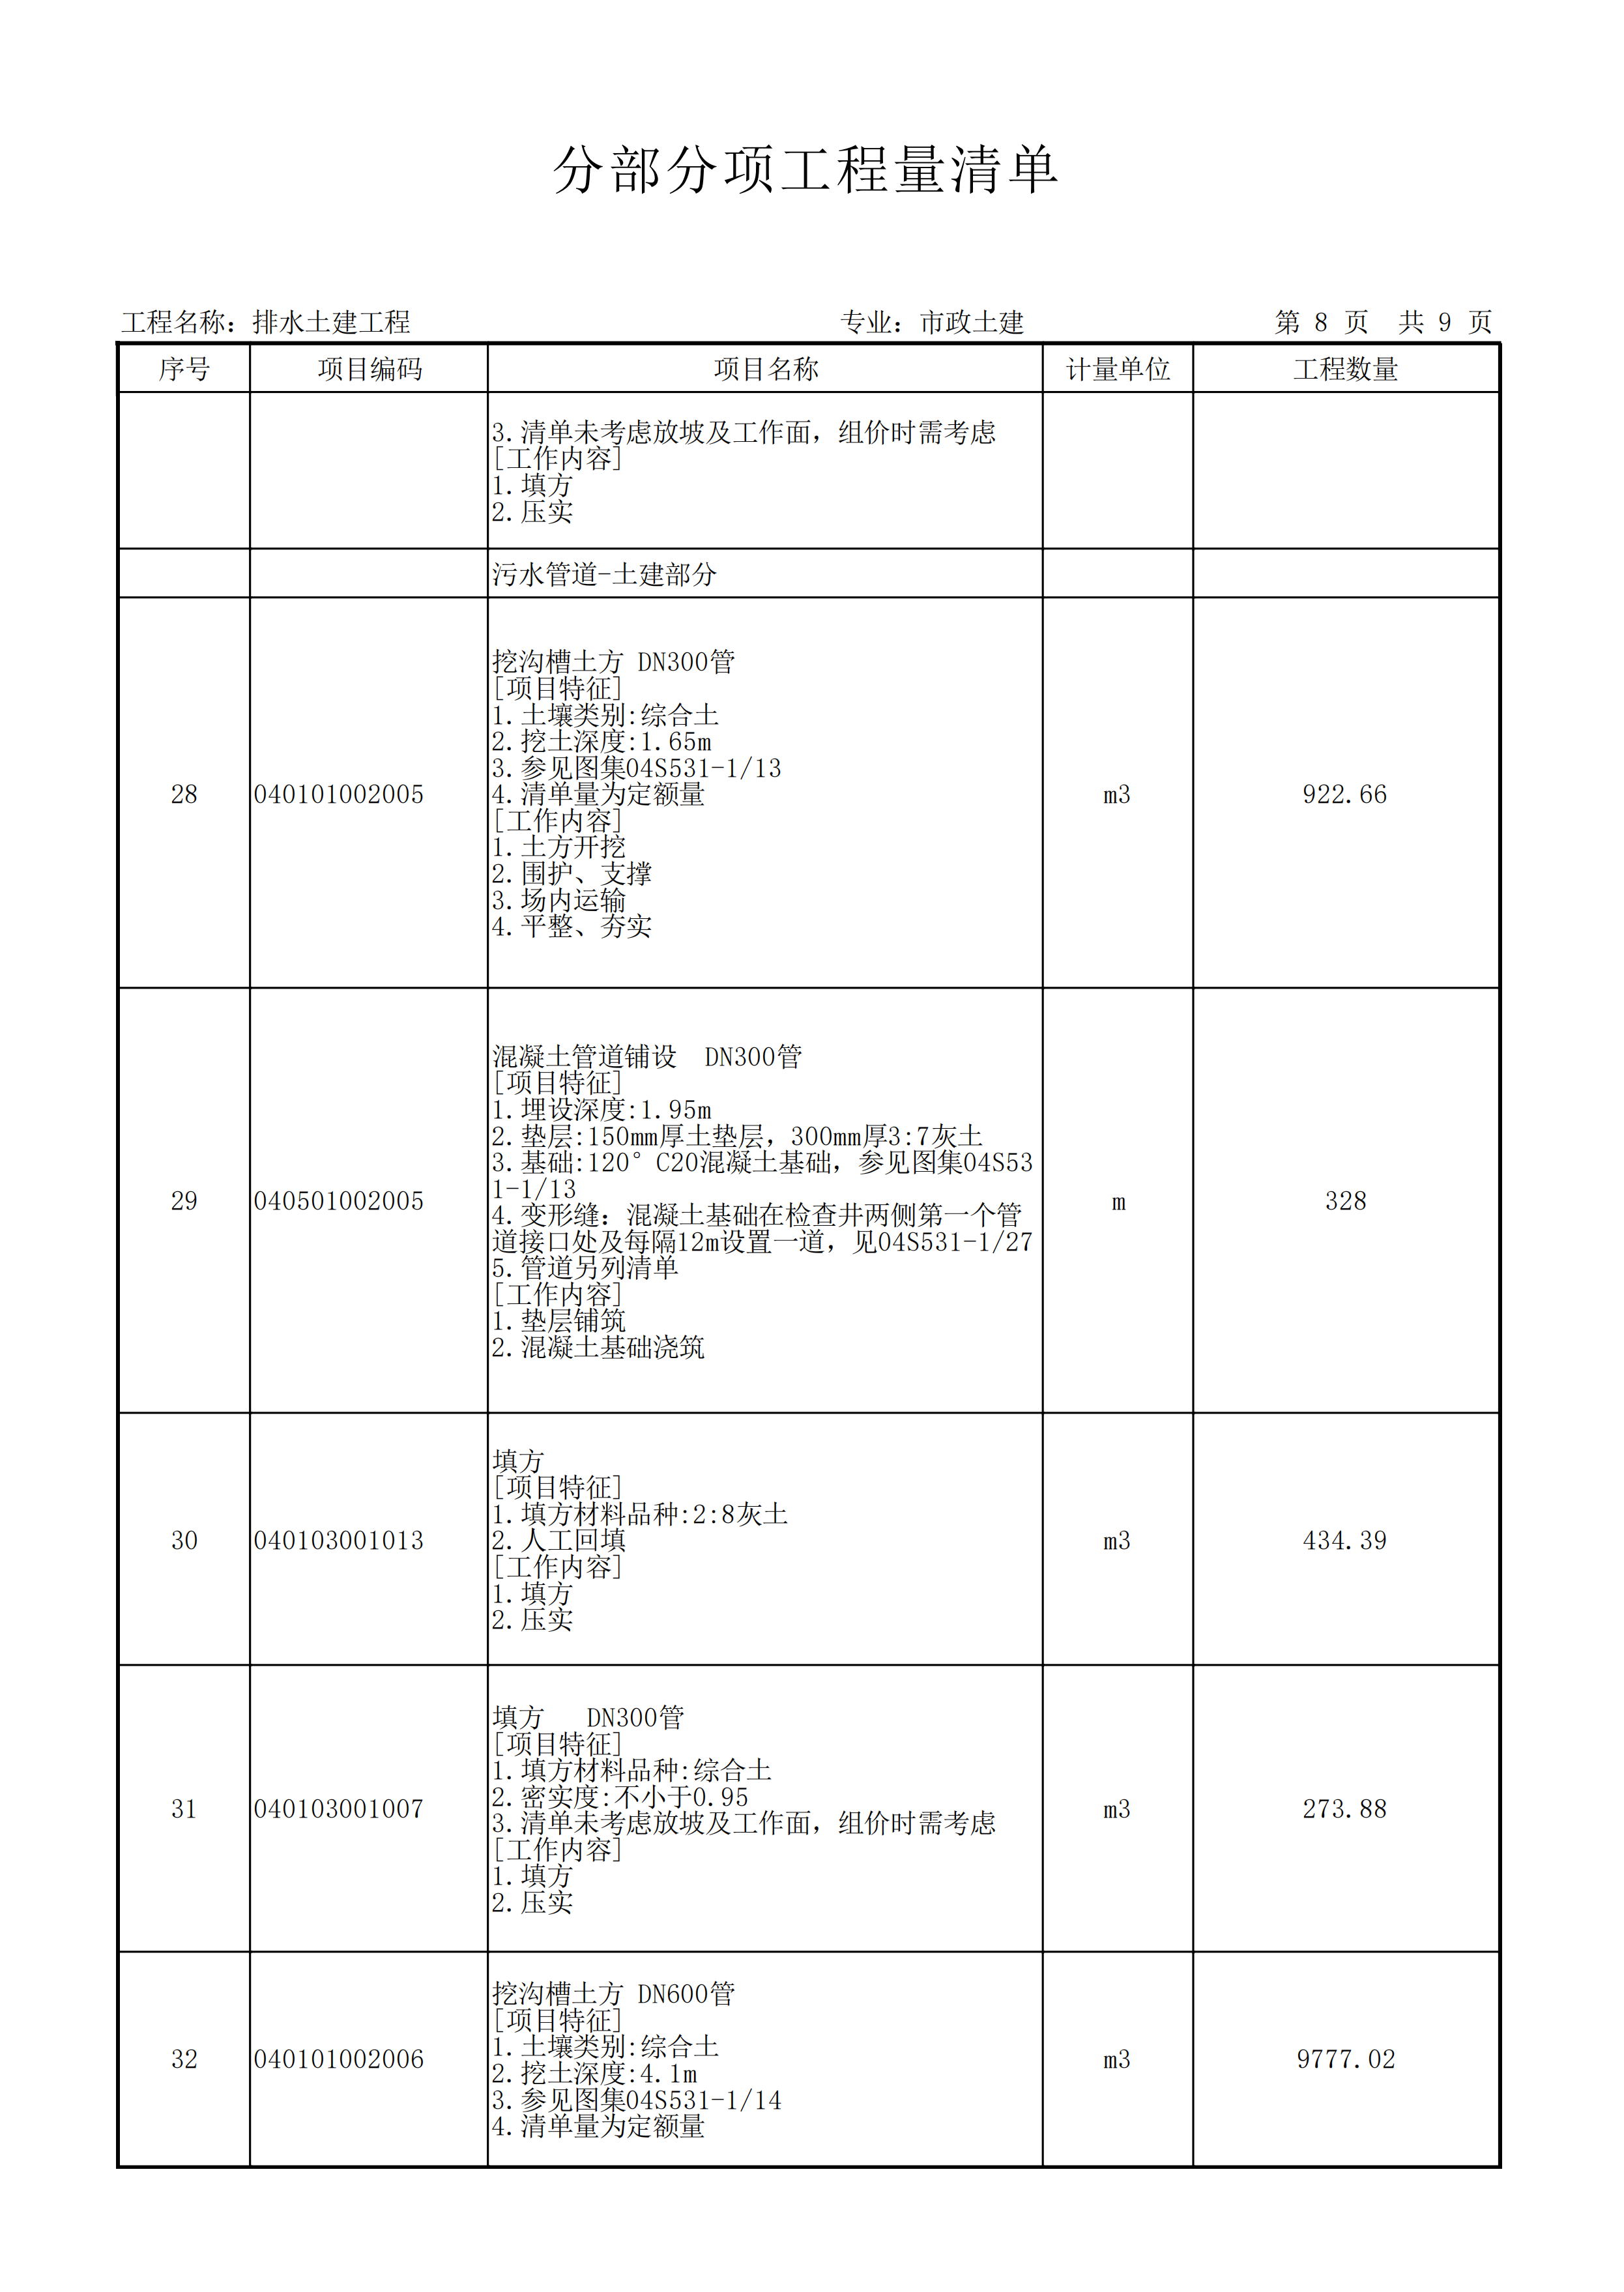 分部分项工程量清单
工程名称：排水土建工程 专业：市政土建 第 8 页 共 9 页
序号 项目编码 项目名称 计量单位 工程数量
3.清单未考虑放坡及工作面，组价时需考虑
[工作内容]
1.填方
2.压实
污水管道-土建部分
挖沟槽土方 DN300管
[项目特征]
1.土壤类别:综合土
2.挖土深度:1.65m
3.参见图集04S531-1/13
28 040101002005 4.清单量为定额量 m3 922.66
[工作内容]
1.土方开挖
2.围护、支撑
3.场内运输
4.平整、夯实
混凝土管道铺设 DN300管
[项目特征]
1.埋设深度:1.95m
2.垫层:150mm厚土垫层，300mm厚3:7灰土
3.基础:120°C20混凝土基础，参见图集04S53
1-1/13
29 040501002005 m 328
4.变形缝：混凝土基础在检查井两侧第一个管
道接口处及每隔12m设置一道，见04S531-1/27
5.管道另列清单
[工作内容]
1.垫层铺筑
2.混凝土基础浇筑
填方
[项目特征]
1.填方材料品种:2:8灰土
30 040103001013 2.人工回填 m3 434.39
[工作内容]
1.填方
2.压实
填方 DN300管
[项目特征]
1.填方材料品种:综合土
2.密实度:不小于0.95
31 040103001007 m3 273.88
3.清单未考虑放坡及工作面，组价时需考虑
[工作内容]
1.填方
2.压实
挖沟槽土方 DN600管
[项目特征]
1.土壤类别:综合土
32 040101002006 m3 9777.02
2.挖土深度:4.1m
3.参见图集04S531-1/14
4.清单量为定额量